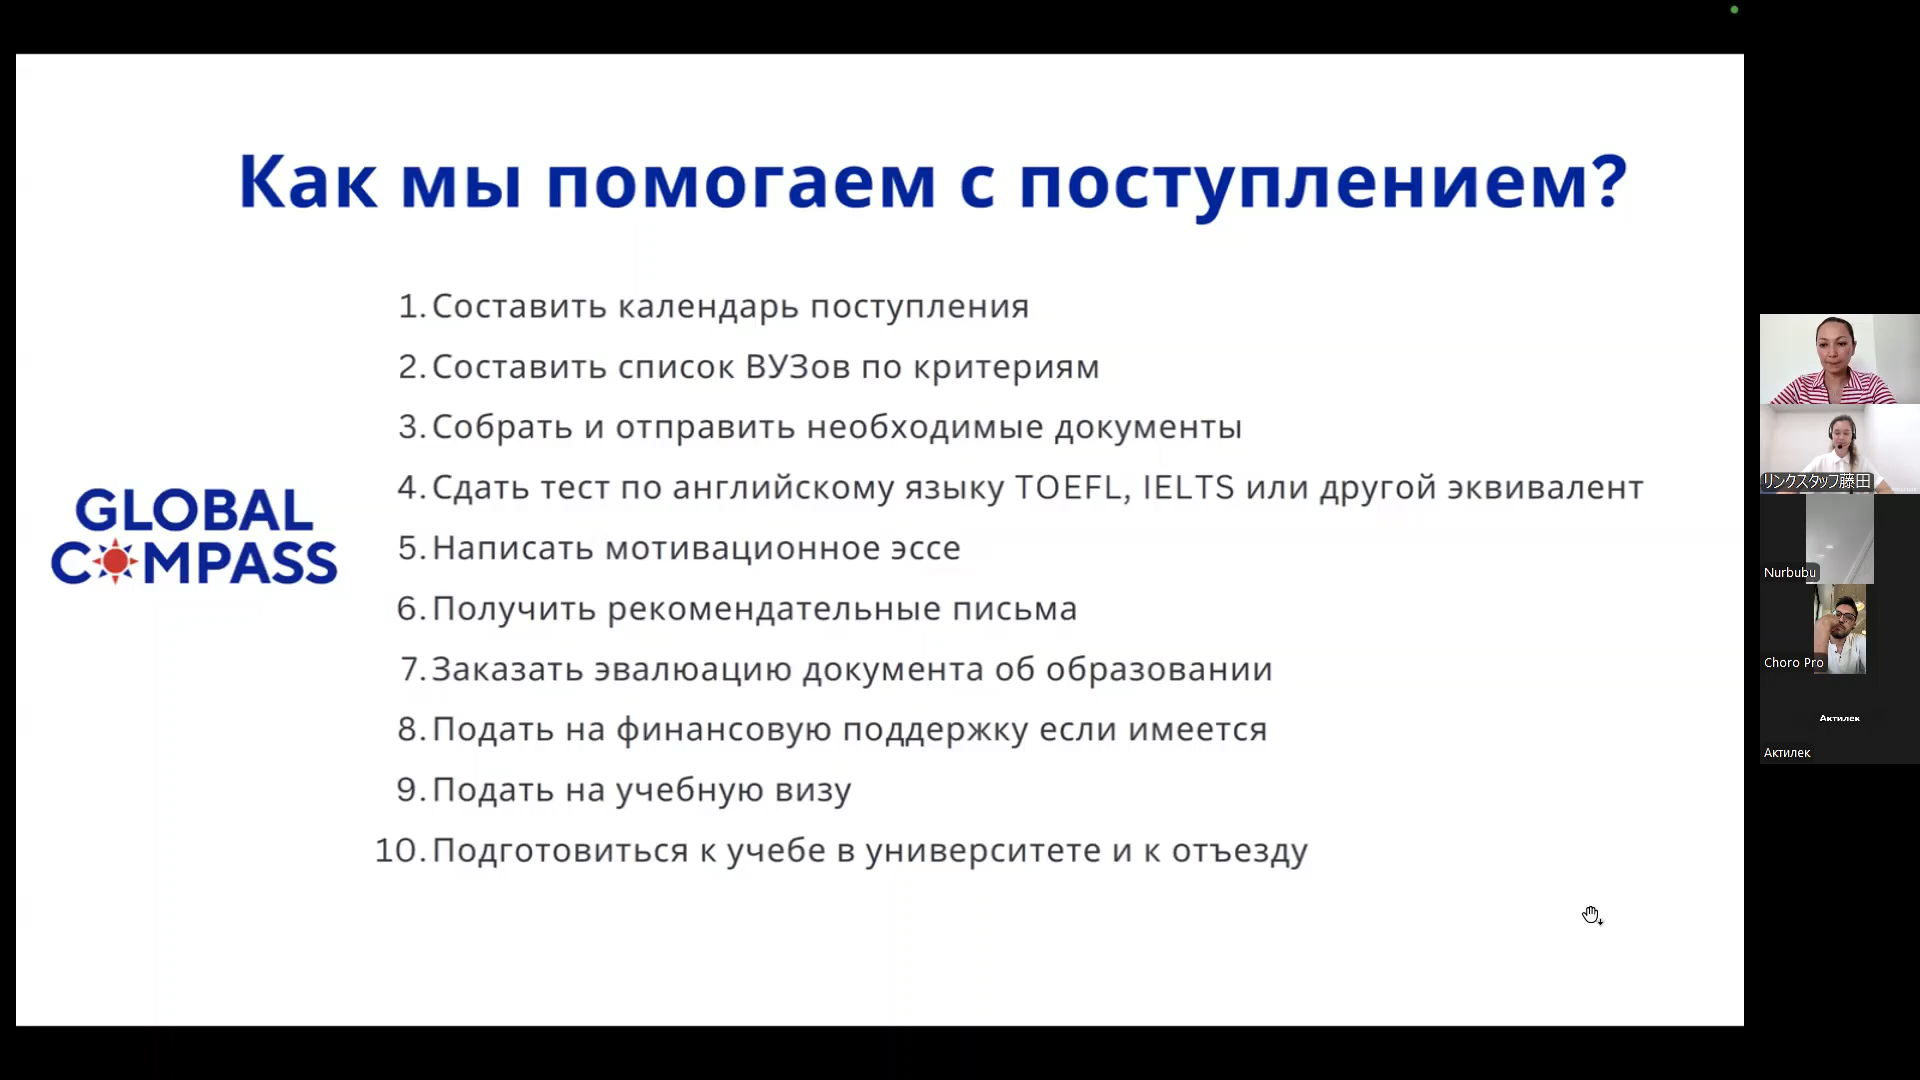 Как мы помогаем с поступлением?
1. Составить календарь поступления
2. Составить список ВУЗов по критериям
3. Собрать и отправить необходимые документы
4. Сдать тест по английскому языку TOEFL, IELTS или другой эквивалент
5. Написать мотивационное эссе
6. Получить рекомендательные письма
7. Заказать эвалюацию документа об образовании
8. Подать на финансовую поддержку если имеется
9. Подать на учебную визу
10. Подготовиться к учебе в университете и к отъезду
GLOBAL
COMPASS
リンクスタッフ藤田
Nurbubu
Choro Pro
Актилек
Актилек